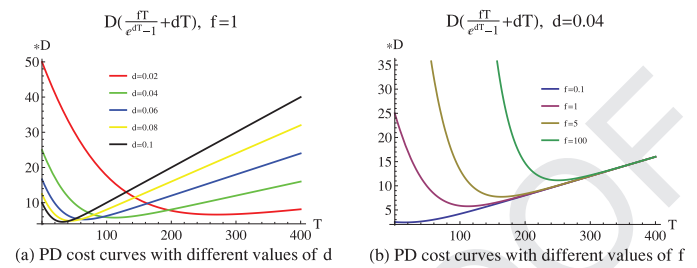 D(fT/(e^dT−1)+dT), f=1
*D
50
40
30
20
10
d=0.02
d=0.04
d=0.06
d=0.08
d=0.1
0
100
200
300
400
T
(a) PD cost curves with different values of d
D(fT/(e^dT−1)+dT), d=0.04
*D
35
30
25
20
15
10
5
f=0.1
f=1
f=5
f=100
0
100
200
300
400
T
(b) PD cost curves with different values of f